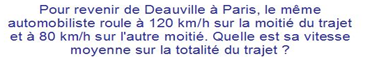 Pour revenir de Deauville à Paris, le même
automobiliste roule à 120 km/h sur la moitié du trajet
et à 80 km/h sur l'autre moitié. Quelle est sa vitesse
moyenne sur la totalité du trajet ?